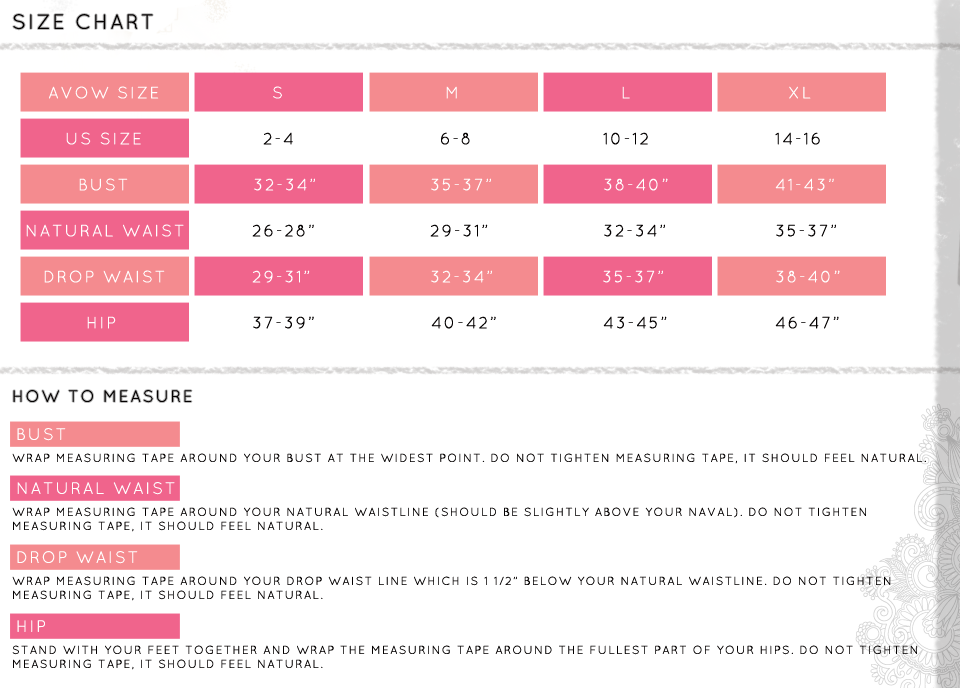 SIZE CHART
AVOW SIZE S M L XL
US SIZE 2-4 6-8 10-12 14-16
BUST 32-34" 35-37" 38-40" 41-43"
NATURAL WAIST 26-28" 29-31" 32-34" 35-37"
DROP WAIST 29-31" 32-34" 35-37" 38-40"
HIP 37-39" 40-42" 43-45" 46-47"
HOW TO MEASURE
BUST
WRAP MEASURING TAPE AROUND YOUR BUST AT THE WIDEST POINT. DO NOT TIGHTEN MEASURING TAPE, IT SHOULD FEEL NATURAL.
NATURAL WAIST
WRAP MEASURING TAPE AROUND YOUR NATURAL WAISTLINE (SHOULD BE SLIGHTLY ABOVE YOUR NAVAL). DO NOT TIGHTEN
MEASURING TAPE, IT SHOULD FEEL NATURAL.
DROP WAIST
WRAP MEASURING TAPE AROUND YOUR DROP WAIST LINE WHICH IS 1 1/2" BELOW YOUR NATURAL WAISTLINE. DO NOT TIGHTEN
MEASURING TAPE, IT SHOULD FEEL NATURAL.
HIP
STAND WITH YOUR FEET TOGETHER AND WRAP THE MEASURING TAPE AROUND THE FULLEST PART OF YOUR HIPS. DO NOT TIGHTEN
MEASURING TAPE, IT SHOULD FEEL NATURAL.